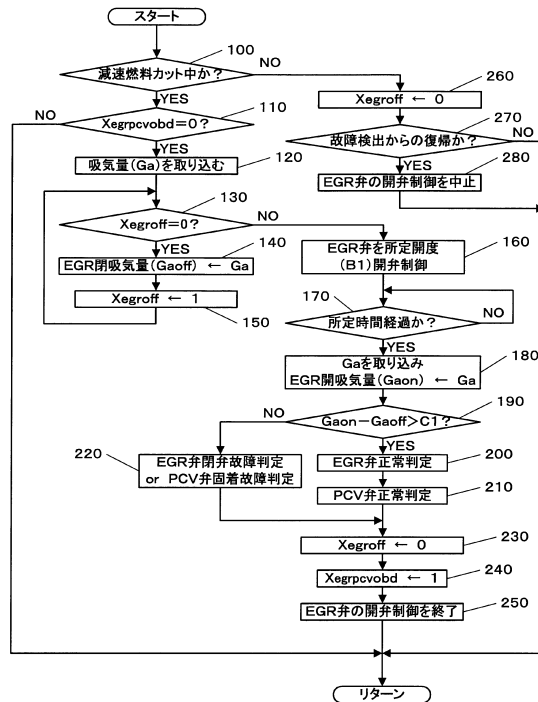 スタート
100
減速燃料カット中か?
NO
YES
260
Xegroff ← 0
110
NO
Xegrpcvobd=0?
YES
270
故障検出からの復帰か?
NO
YES
120
吸気量(Ga)を取り込む
280
EGR弁の開弁制御を中止
130
Xegroff=0?
NO
YES
140
EGR閉吸気量(Gaoff) ← Ga
Xegroff ← 1
150
EGR弁を所定開度
(B1)開弁制御
160
170
所定時間経過か?
NO
YES
180
Gaを取り込み
EGR開吸気量(Gaon) ← Ga
190
NO
Gaon-Gaoff>C1?
YES
220
EGR弁閉弁故障判定
or PCV弁固着故障判定
EGR弁正常判定
200
PCV弁正常判定
210
Xegroff ← 0
230
Xegrpcvobd ← 1
240
EGR弁の開弁制御を終了
250
リターン